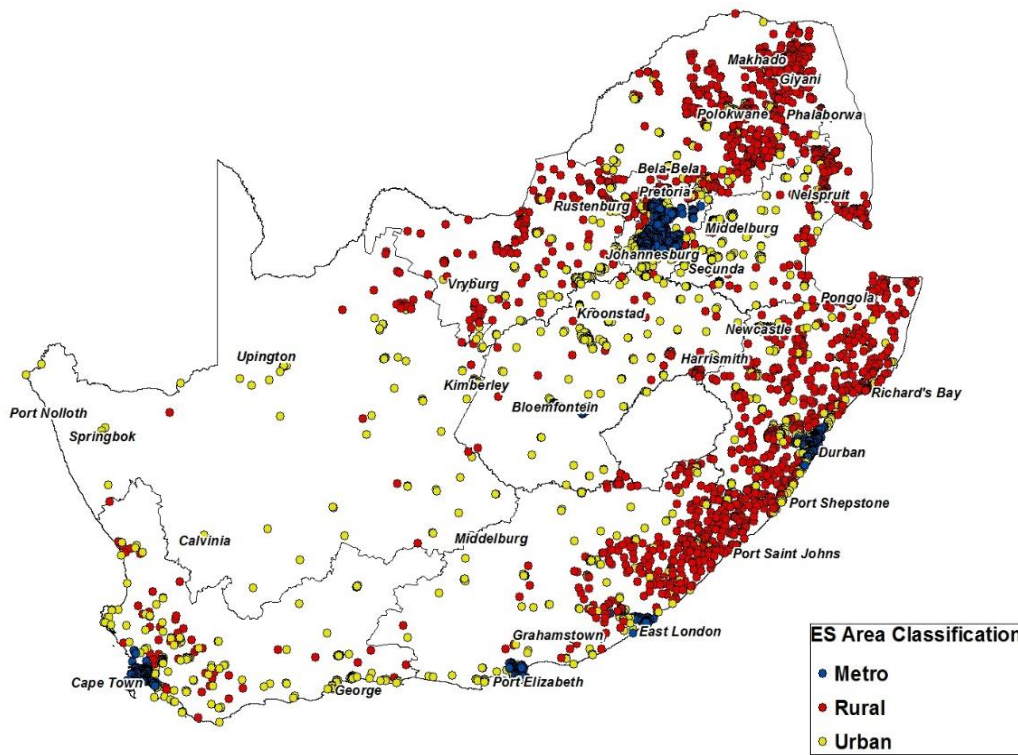 Makhado
Giyani
Polokwane
Phalaborwa
Bela-Bela
Pretoria
Nelspruit
Rustenburg
Middelburg
Johannesburg
Secunda
Vryburg
Pongola
Kroonstad
Newcastle
Upington
Harrismith
Kimberley
Richard's Bay
Bloemfontein
Port Nolloth
Springbok
Durban
Port Shepstone
Calvinia
Middelburg
Port Saint Johns
Grahamstown
East London
ES Area Classification
Cape Town
Port Elizabeth
George
Metro
Rural
Urban